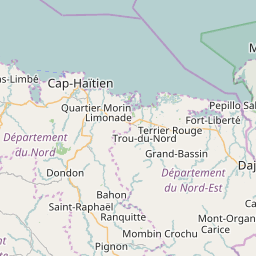 M
as-Limbé
Cap-Haïtien
Quartier Morin
Limonade
Pepillo Sal
Fort-Liberté
Terrier Rouge
Trou-du-Nord
Département
du Nord
Grand-Bassin
Daj
Dondon
Département
du Nord-Est
Bahon
Saint-Raphaël
Ranquitte
Mont-Organ
Carice
Mombin Crochu
Pignon